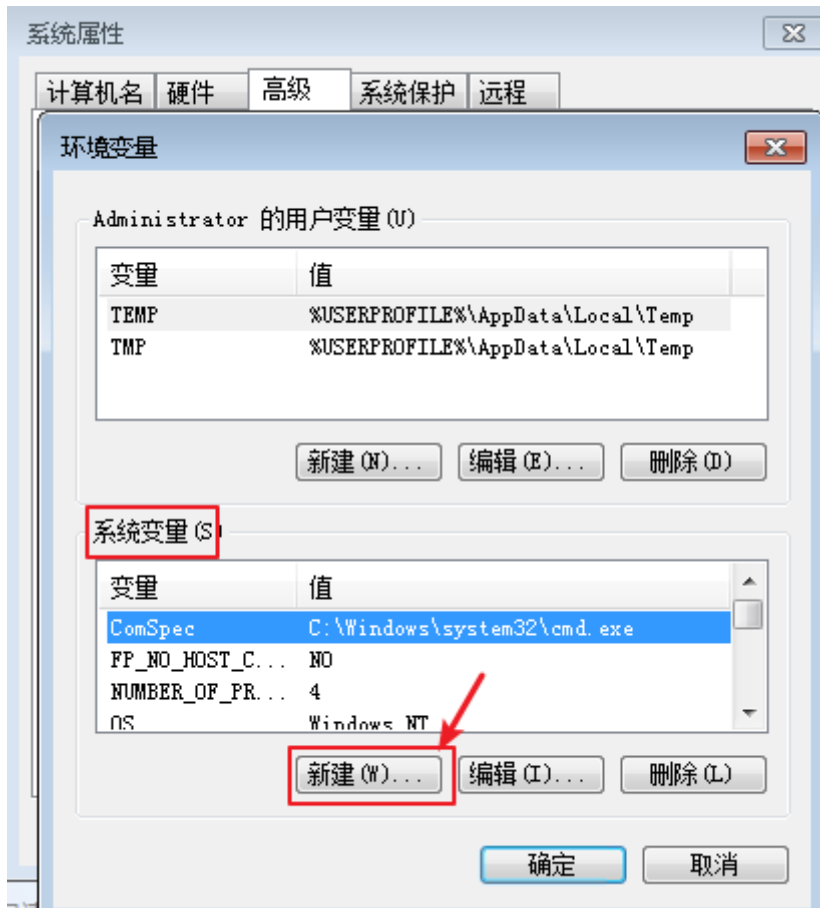 系统属性
计算机名 硬件 高级 系统保护 远程
环境变量
Administrator 的用户变量(U)
变量 值
TEMP %USERPROFILE%\AppData\Local\Temp
TMP %USERPROFILE%\AppData\Local\Temp
新建(N)... 编辑(E)... 删除(D)
系统变量(S)
变量 值
ComSpec C:\Windows\system32\cmd.exe
FP_NO_HOST_C... NO
NUMBER_OF_PR... 4
OS Windows_NT
新建(W)... 编辑(I)... 删除(L)
确定 取消